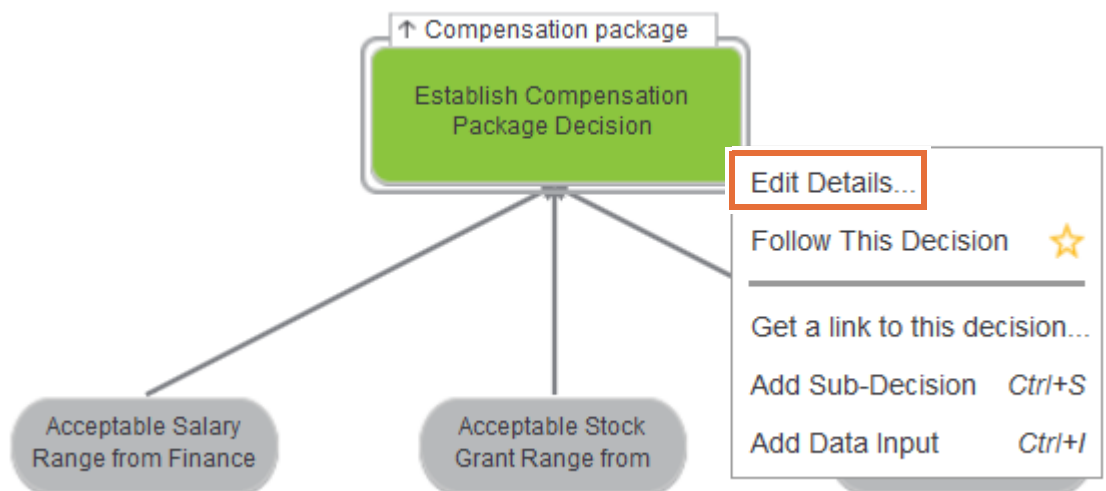 ↑ Compensation package
Establish Compensation
Package Decision
Edit Details...
Follow This Decision
Get a link to this decision...
Add Sub-Decision Ctrl+S
Add Data Input Ctrl+I
Acceptable Salary
Range from Finance
Acceptable Stock
Grant Range from